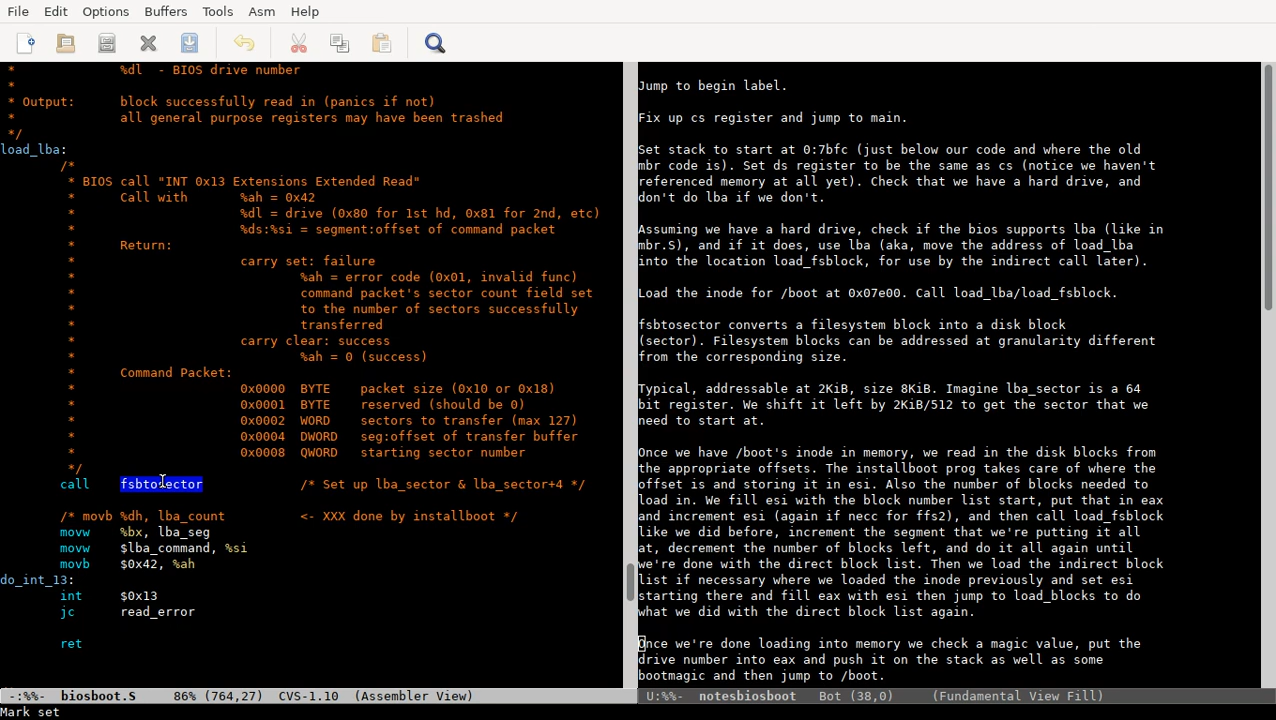 File Edit Options Buffers Tools Asm Help
* %dl - BIOS drive number
*
* Output: block successfully read in (panics if not)
* all general purpose registers may have been trashed
*/
load_lba:
/*
* BIOS call "INT 0x13 Extensions Extended Read"
* Call with %ah = 0x42
* %dl = drive (0x80 for 1st hd, 0x81 for 2nd, etc)
* %ds:%si = segment:offset of command packet
* Return:
* carry set: failure
* %ah = error code (0x01, invalid func)
* command packet's sector count field set
* to the number of sectors successfully
* transferred
* carry clear: success
* %ah = 0 (success)
* Command Packet:
* 0x0000 BYTE packet size (0x10 or 0x18)
* 0x0001 BYTE reserved (should be 0)
* 0x0002 WORD sectors to transfer (max 127)
* 0x0004 DWORD seg:offset of transfer buffer
* 0x0008 QWORD starting sector number
*/
call fsbtosector /* Set up lba_sector & lba_sector+4 */
/* movb %dh, lba_count <- XXX done by installboot */
movw %bx, lba_seg
movw $lba_command, %si
movb $0x42, %ah
do_int_13:
int $0x13
jc read_error
ret
-:%%- biosboot.S 86% (764,27) CVS-1.10 (Assembler View)
Jump to begin label.
Fix up cs register and jump to main.
Set stack to start at 0:7bfc (just below our code and where the old
mbr code is). Set ds register to be the same as cs (notice we haven't
referenced memory at all yet). Check that we have a hard drive, and
don't do lba if we don't.
Assuming we have a hard drive, check if the bios supports lba (like in
mbr.S), and if it does, use lba (aka, move the address of load_lba
into the location load_fsblock, for use by the indirect call later).
Load the inode for /boot at 0x07e00. Call load_lba/load_fsblock.
fsbtosector converts a filesystem block into a disk block
(sector). Filesystem blocks can be addressed at granularity different
from the corresponding size.
Typical, addressable at 2KiB, size 8KiB. Imagine lba_sector is a 64
bit register. We shift it left by 2KiB/512 to get the sector that we
need to start at.
Once we have /boot's inode in memory, we read in the disk blocks from
the appropriate offsets. The installboot prog takes care of where the
offset is and storing it in esi. Also the number of blocks needed to
load in. We fill esi with the block number list start, put that in eax
and increment esi (again if necc for ffs2), and then call load_fsblock
like we did before, increment the segment that we're putting it all
at, decrement the number of blocks left, and do it all again until
we're done with the direct block list. Then we load the indirect block
list if necessary where we loaded the inode previously and set esi
starting there and fill eax with esi then jump to load_blocks to do
what we did with the direct block list again.
Once we're done loading into memory we check a magic value, put the
drive number into eax and push it on the stack as well as some
bootmagic and then jump to /boot.
U:%%- notesbiosboot Bot (38,0) (Fundamental View Fill)
Mark set